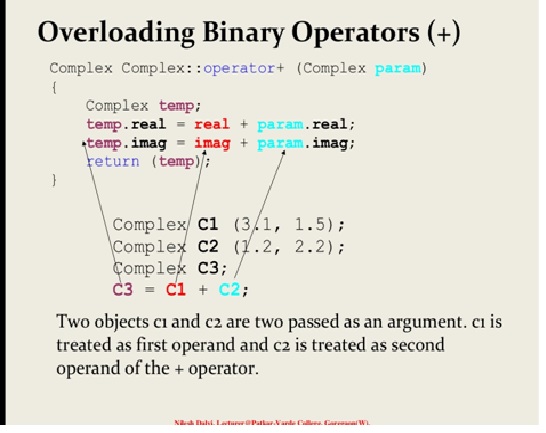 Overloading Binary Operators (+)
Complex Complex::operator+ (Complex param)
{
Complex temp;
temp.real = real + param.real;
temp.imag = imag + param.imag;
return (temp);
}
Complex C1 (3.1, 1.5);
Complex C2 (1.2, 2.2);
Complex C3;
C3 = C1 + C2;
Two objects c1 and c2 are two passed as an argument. c1 is
treated as first operand and c2 is treated as second
operand of the + operator.
Nilesh Dalvi, Lecturer@Patkar-Varde College, Goregaon(W).